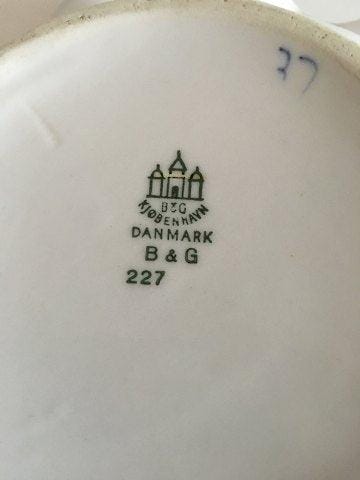 37
B&G
KJØBENHAVN
DANMARK
B & G
227